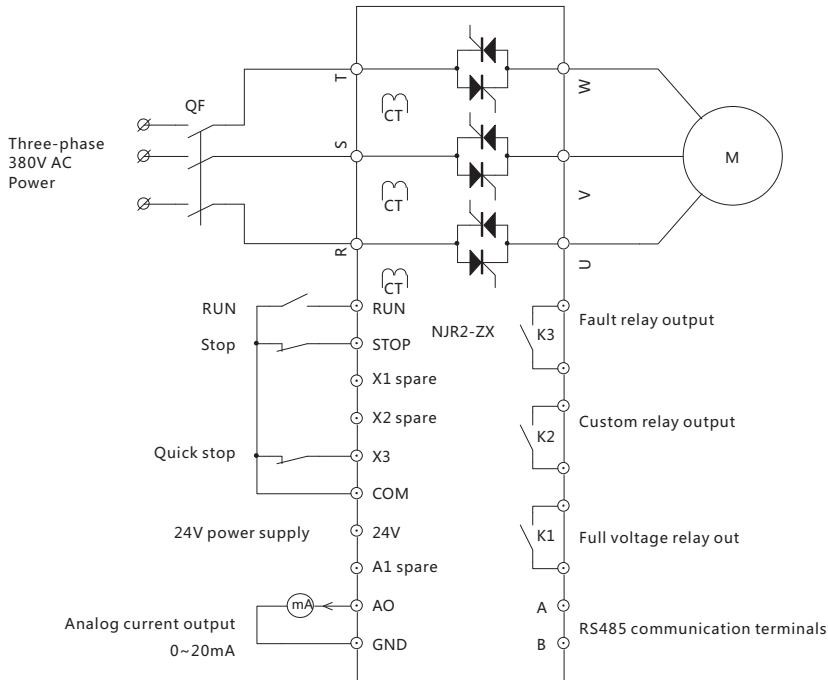 T
W
QF
CT
Three-phase
380V AC
Power
S
M
CT
V
R
U
CT
RUN
RUN
NJR2-ZX
K3
Fault relay output
Stop
STOP
X1 spare
X2 spare
K2
Custom relay output
Quick stop
X3
COM
24V power supply
24V
K1
Full voltage relay out
A1 spare
mA
AO
A
Analog current output
0~20mA
RS485 communication terminals
GND
B